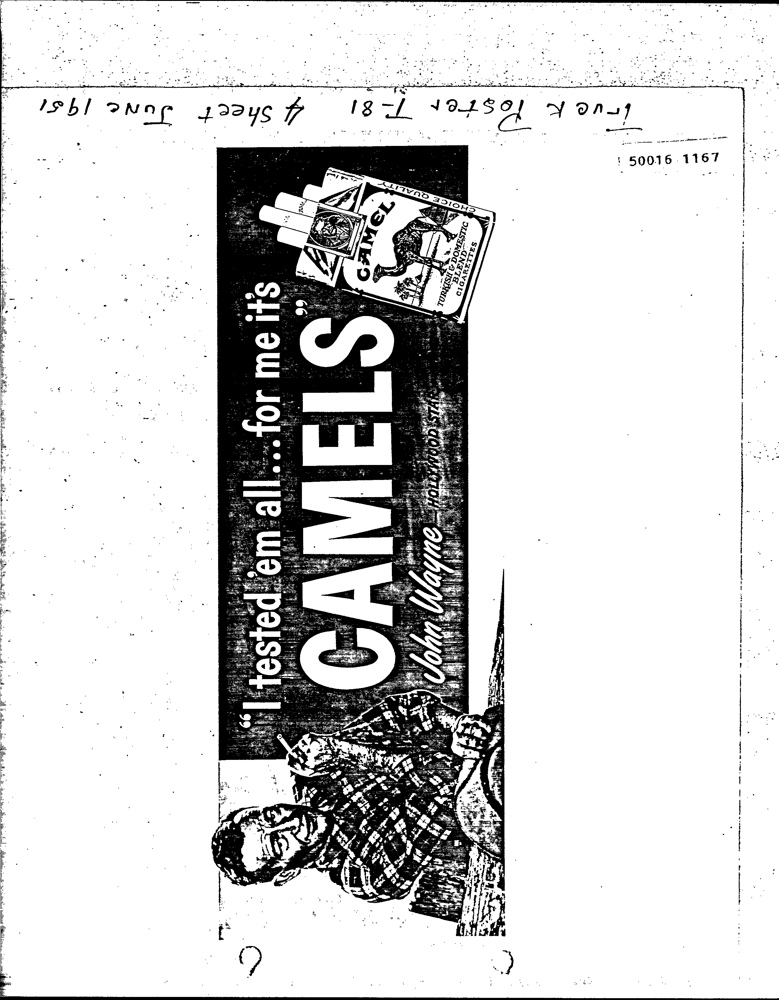 Truck Poster T-81 4 Sheet June 1951
50016 1167
"I tested 'em all....for me it's
CAMELS"
John Wayne—HOLLYWOOD STAR
CHOICE QUALITY
CAMEL
TURKISH & DOMESTIC
BLEND
CIGARETTES